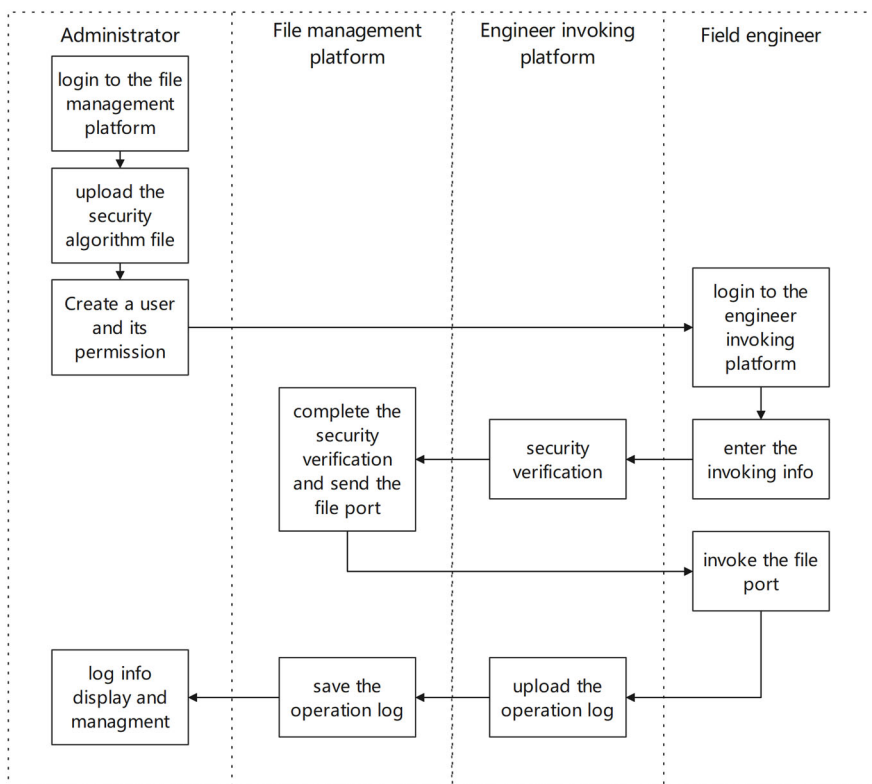 Administrator
File management
platform
Engineer invoking
platform
Field engineer
login to the file
management
platform
upload the
security
algorithm file
Create a user
and its
permission
login to the
engineer
invoking
platform
enter the
invoking info
security
verification
complete the
security
verification
and send the
file port
invoke the file
port
upload the
operation log
save the
operation log
log info
display and
managment